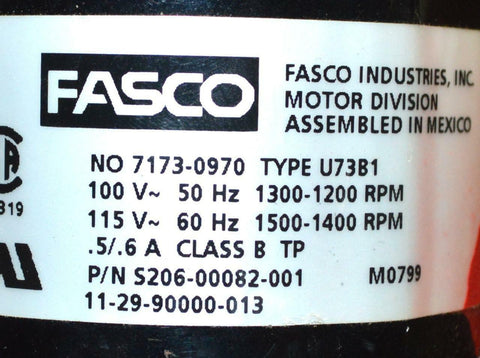 FASCO
FASCO INDUSTRIES, INC.
MOTOR DIVISION
ASSEMBLED IN MEXICO
NO 7173-0970 TYPE U73B1
100 V~ 50 Hz 1300-1200 RPM
115 V~ 60 Hz 1500-1400 RPM
.5/.6 A CLASS B TP
P/N S206-00082-001 M0799
11-29-90000-013